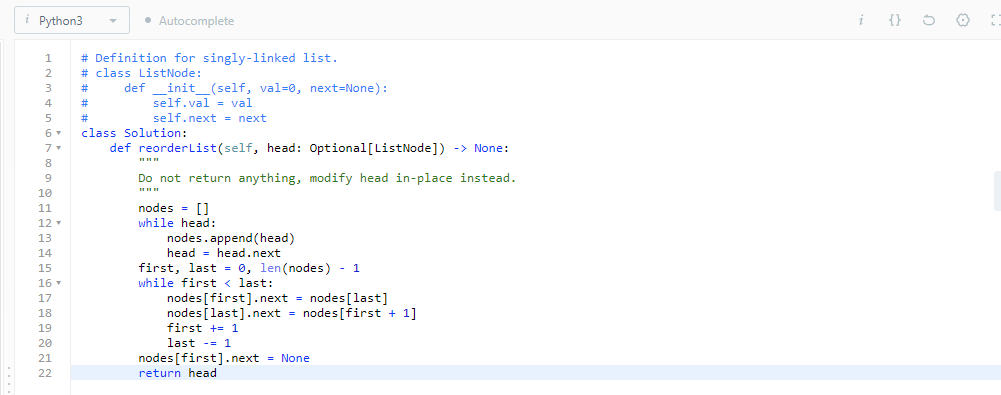 i Python3
Autocomplete
i {}
1 # Definition for singly-linked list.
2 # class ListNode:
3 #     def __init__(self, val=0, next=None):
4 #         self.val = val
5 #         self.next = next
6 class Solution:
7     def reorderList(self, head: Optional[ListNode]) -> None:
8         """
9         Do not return anything, modify head in-place instead.
10         """
11         nodes = []
12         while head:
13             nodes.append(head)
14             head = head.next
15         first, last = 0, len(nodes) - 1
16         while first < last:
17             nodes[first].next = nodes[last]
18             nodes[last].next = nodes[first + 1]
19             first += 1
20             last -= 1
21         nodes[first].next = None
22         return head